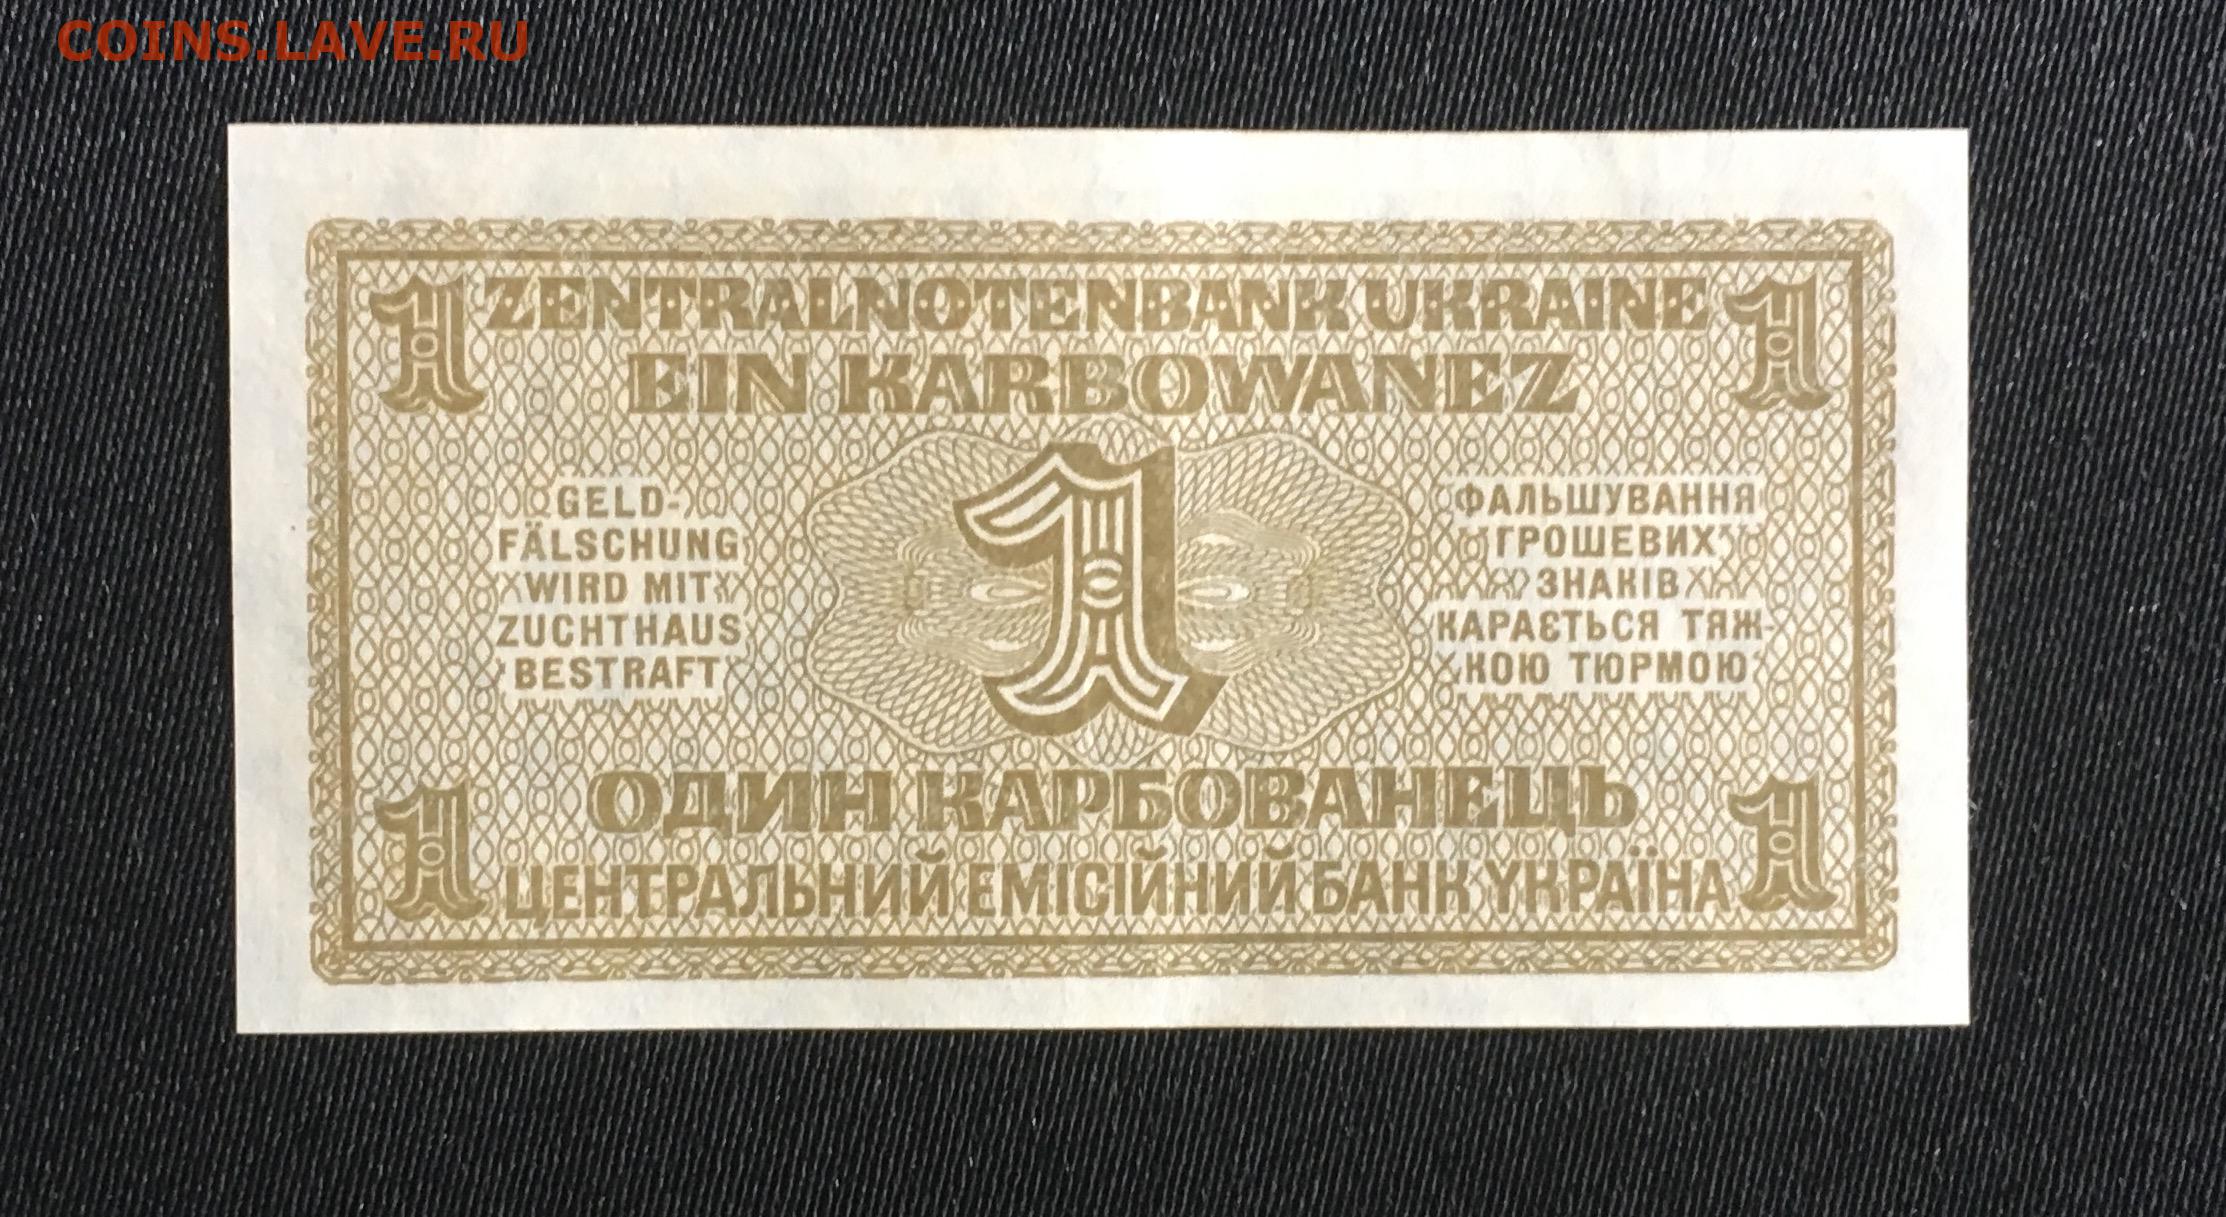 COINS.LAVE.RU
1 ZENTRALNOTENBANK UKRAINE 1
EIN KARBOWANEZ
GELD-
FÄLSCHUNG
WIRD MIT
ZUCHTHAUS
BESTRAFT
1
ФАЛЬШУВАННЯ
ГРОШЕВИХ
ЗНАКІВ
КАРАЄТЬСЯ ТЯЖ-
КОЮ ТЮРМОЮ
ОДИН КАРБОВАНЕЦЬ
1 ЦЕНТРАЛЬНИЙ ЕМІСІЙНИЙ БАНК УКРАЇНА 1